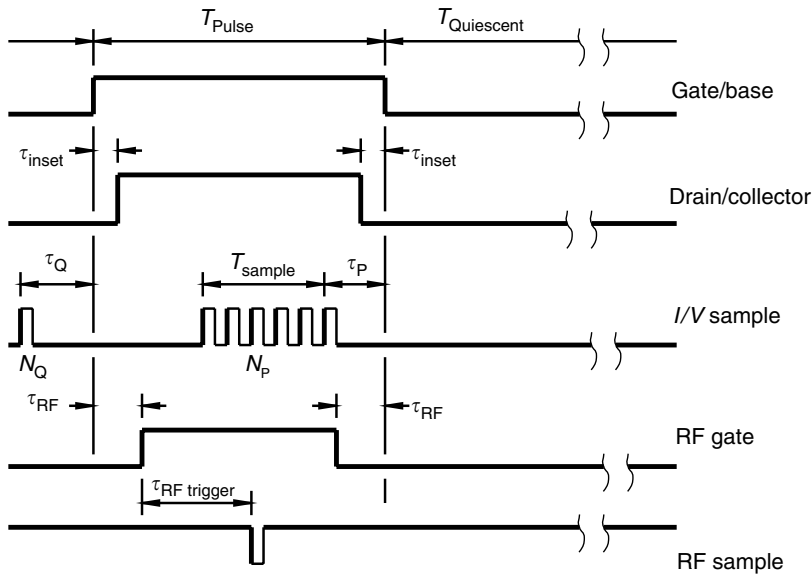 T_Pulse T_Quiescent
Gate/base
τ_inset τ_inset
Drain/collector
τ_Q T_sample τ_P
I/V sample
N_Q N_P
τ_RF τ_RF
RF gate
τ_RF trigger
RF sample